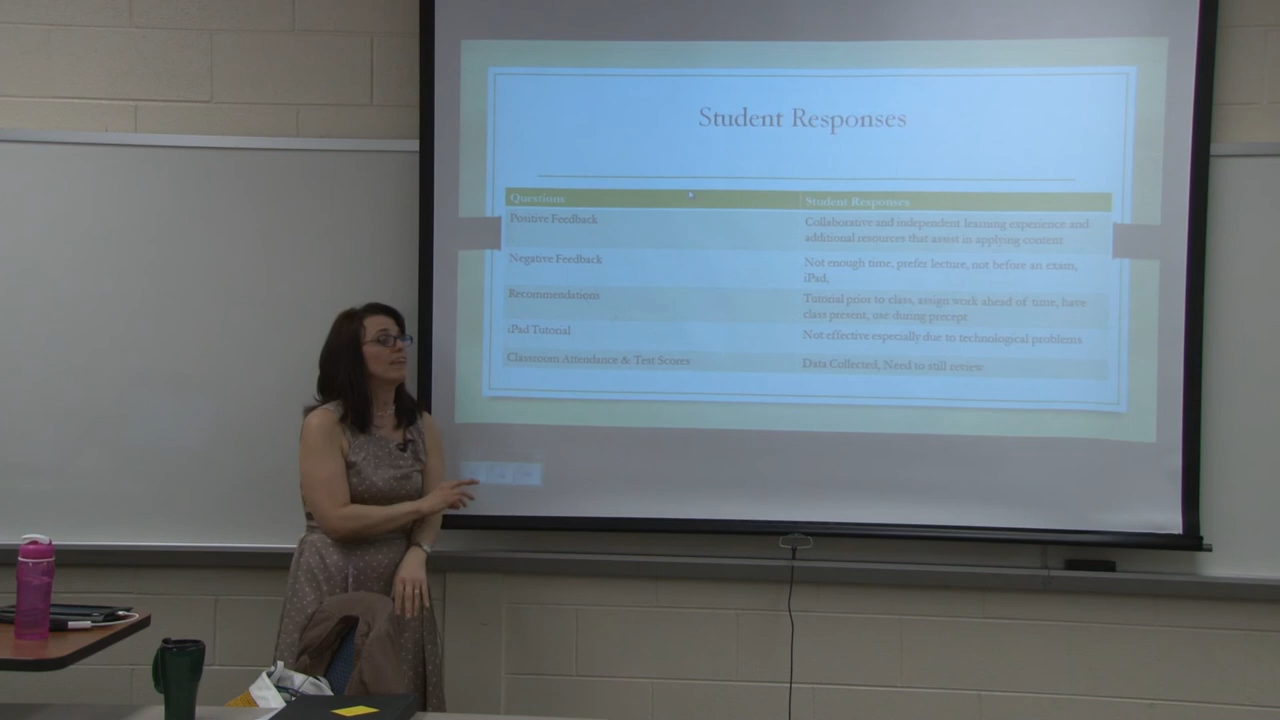 Student Responses
Questions
Student Responses
Positive Feedback
Collaborative and independent learning experience and
additional resources that assist in applying content
Negative Feedback
Not enough time, prefer lecture, not before an exam,
iPad,
Recommendations
Tutorial prior to class, assign work ahead of time, have
class present, use during precept
iPad Tutorial
Not effective especially due to technological problems
Classroom Attendance & Test Scores
Data Collected, Need to still review